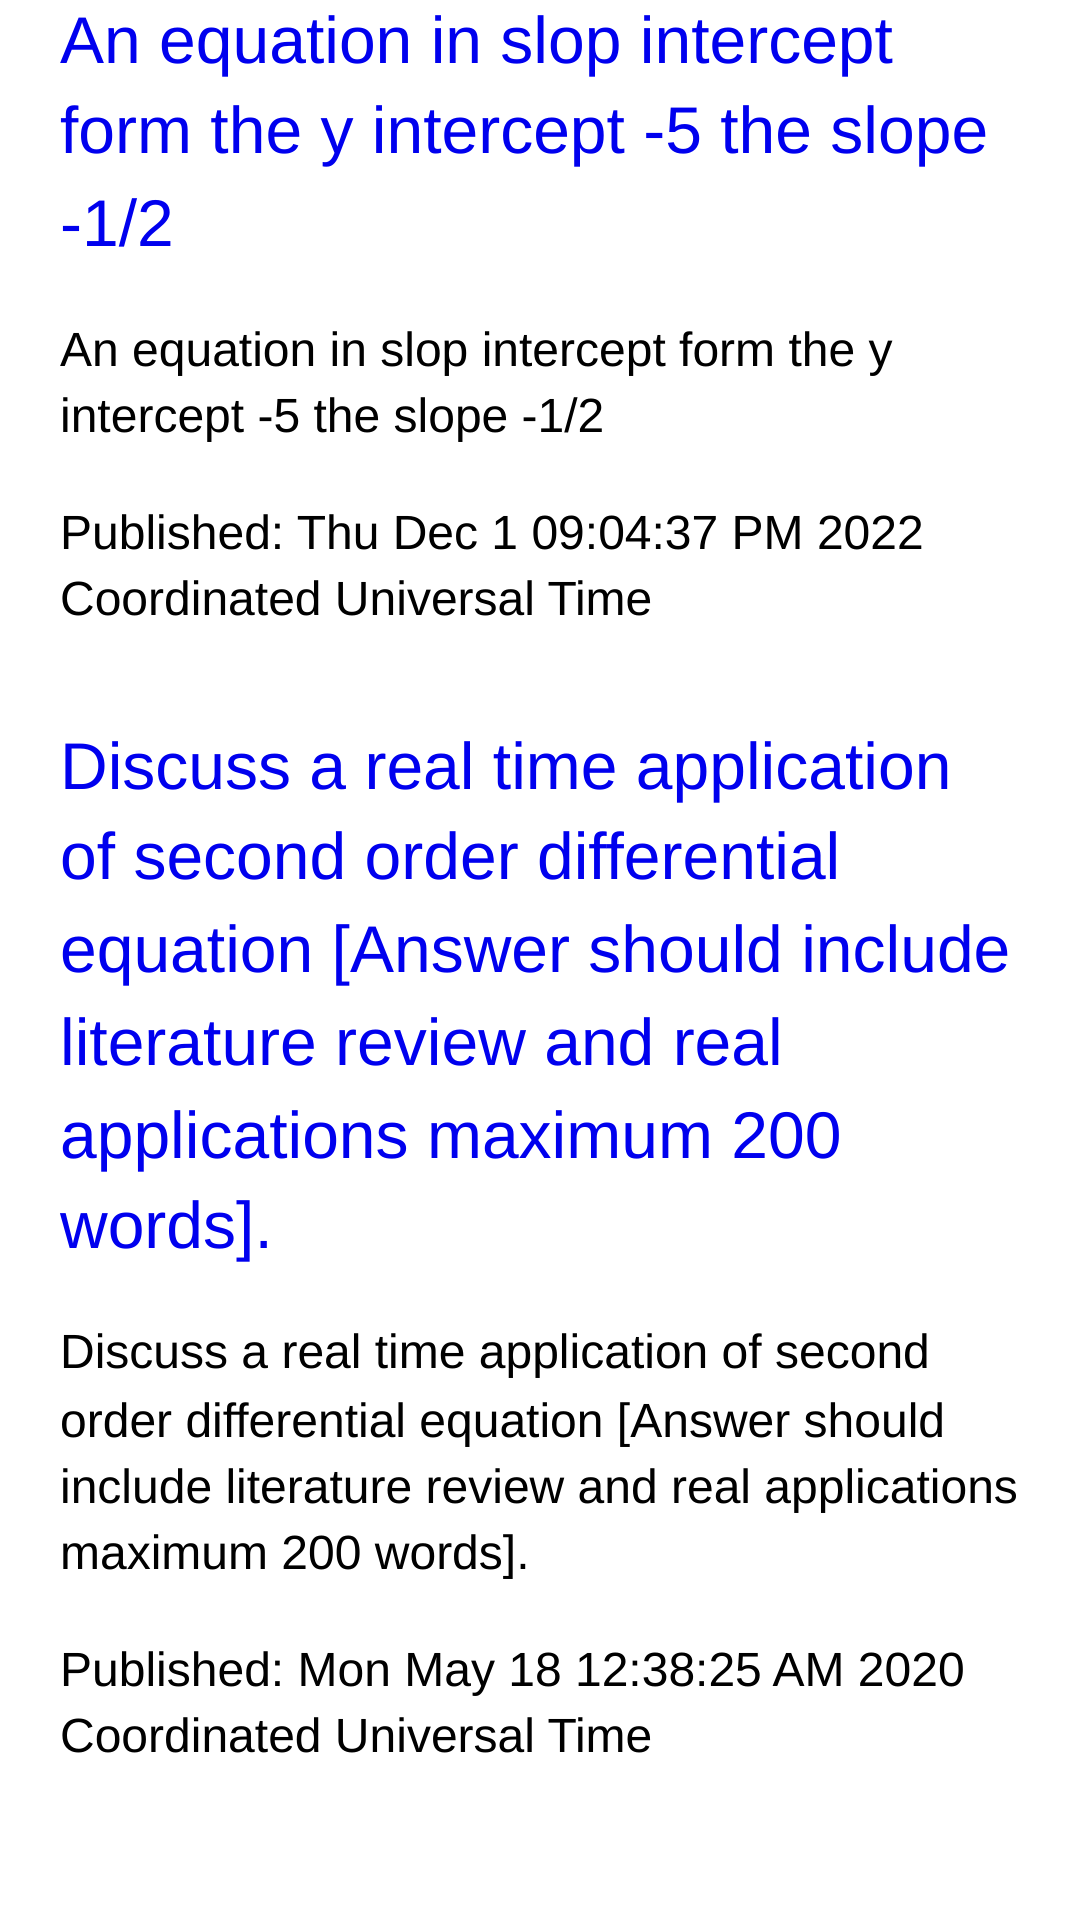 An equation in slop intercept
form the y intercept -5 the slope
-1/2
An equation in slop intercept form the y
intercept -5 the slope -1/2
Published: Thu Dec 1 09:04:37 PM 2022
Coordinated Universal Time
Discuss a real time application
of second order differential
equation [Answer should include
literature review and real
applications maximum 200
words].
Discuss a real time application of second
order differential equation [Answer should
include literature review and real applications
maximum 200 words].
Published: Mon May 18 12:38:25 AM 2020
Coordinated Universal Time